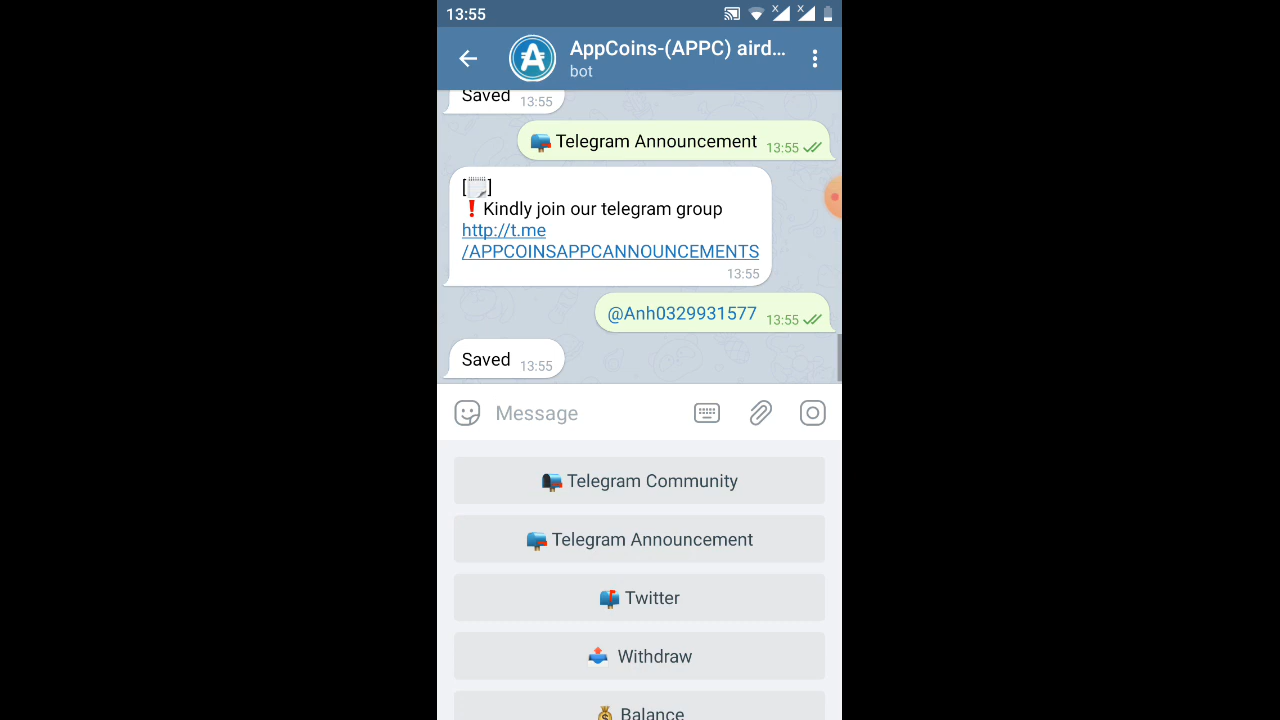 13:55
AppCoins-(APPC) aird...
bot
Saved 13:55
Telegram Announcement 13:55
[🗒]
❗Kindly join our telegram group
http://t.me
/APPCOINSAPPCANNOUNCEMENTS
13:55
@Anh0329931577 13:55
Saved 13:55
Message
Telegram Community
Telegram Announcement
Twitter
Withdraw
Balance